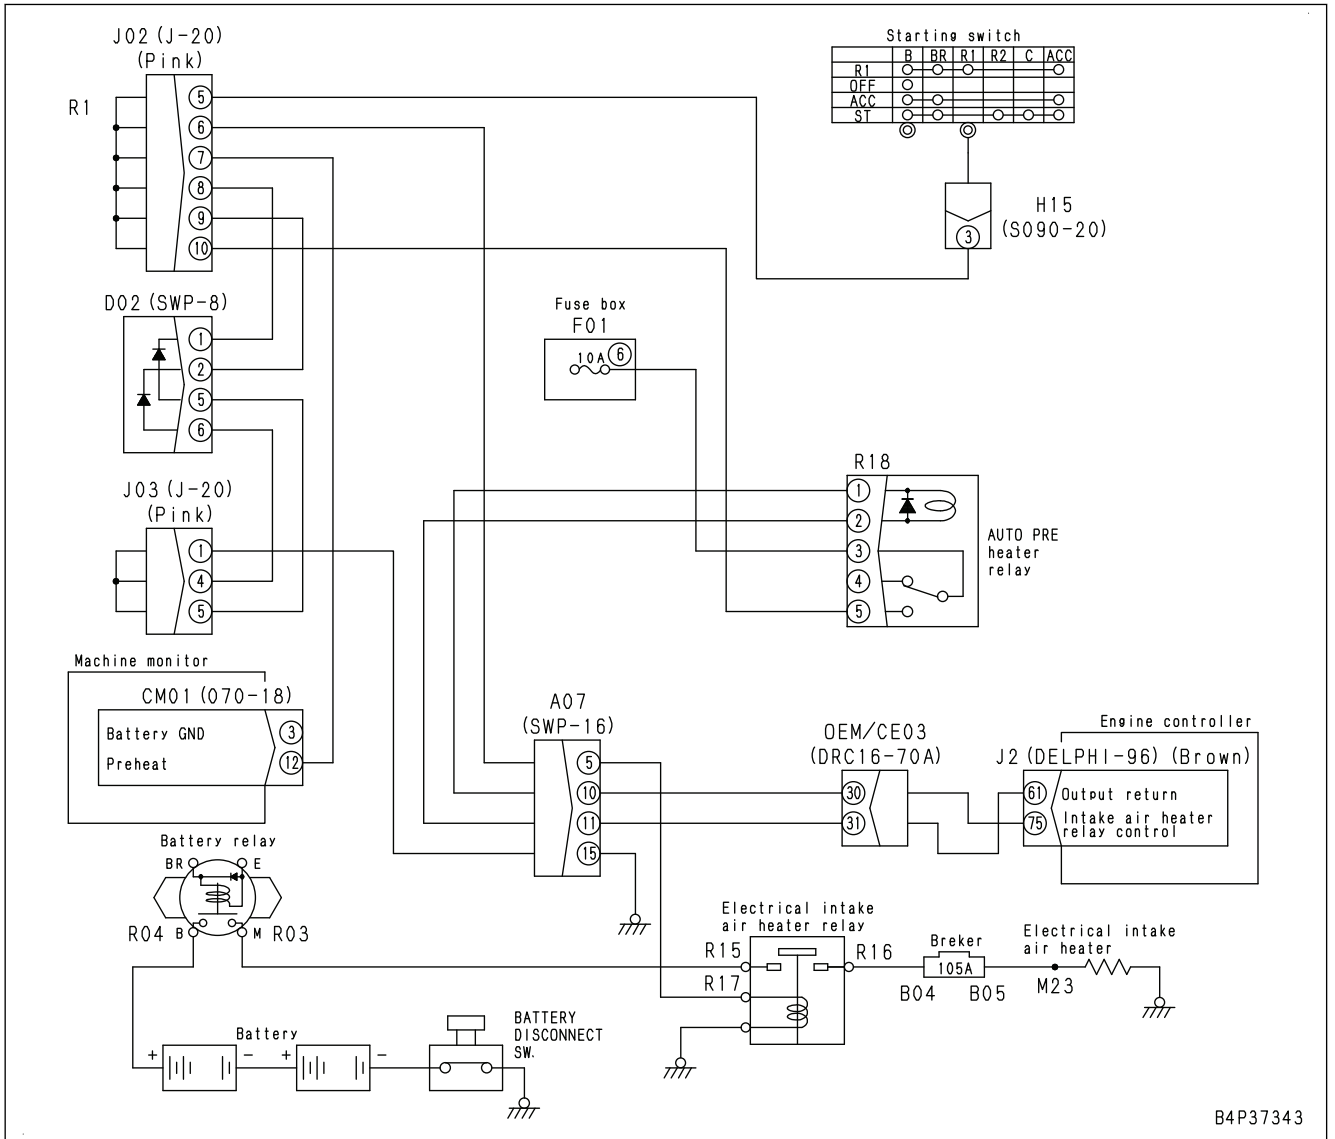 J02 (J-20)
(Pink)
R1
5
6
7
8
9
10
Starting switch
B BR R1 R2 C ACC
R1
OFF
ACC
ST
H15
(S090-20)
3
D02 (SWP-8)
1
2
5
6
Fuse box
F01
10A 6
J03 (J-20)
(Pink)
1
4
5
R18
1
2
3
4
5
AUTO PRE
heater
relay
Machine monitor
CM01 (070-18)
Battery GND 3
Preheat 12
A07
(SWP-16)
5
10
11
15
OEM/CE03
(DRC16-70A)
30
31
Engine controller
J2 (DELPHI-96) (Brown)
61 Output return
75 Intake air heater
relay control
Battery relay
BR E
R04 B M R03
Electrical intake
air heater relay
R15 R16
R17
Breker
105A
B04 B05
Electrical intake
air heater
M23
Battery
+ - + -
BATTERY
DISCONNECT
SW.
B4P37343